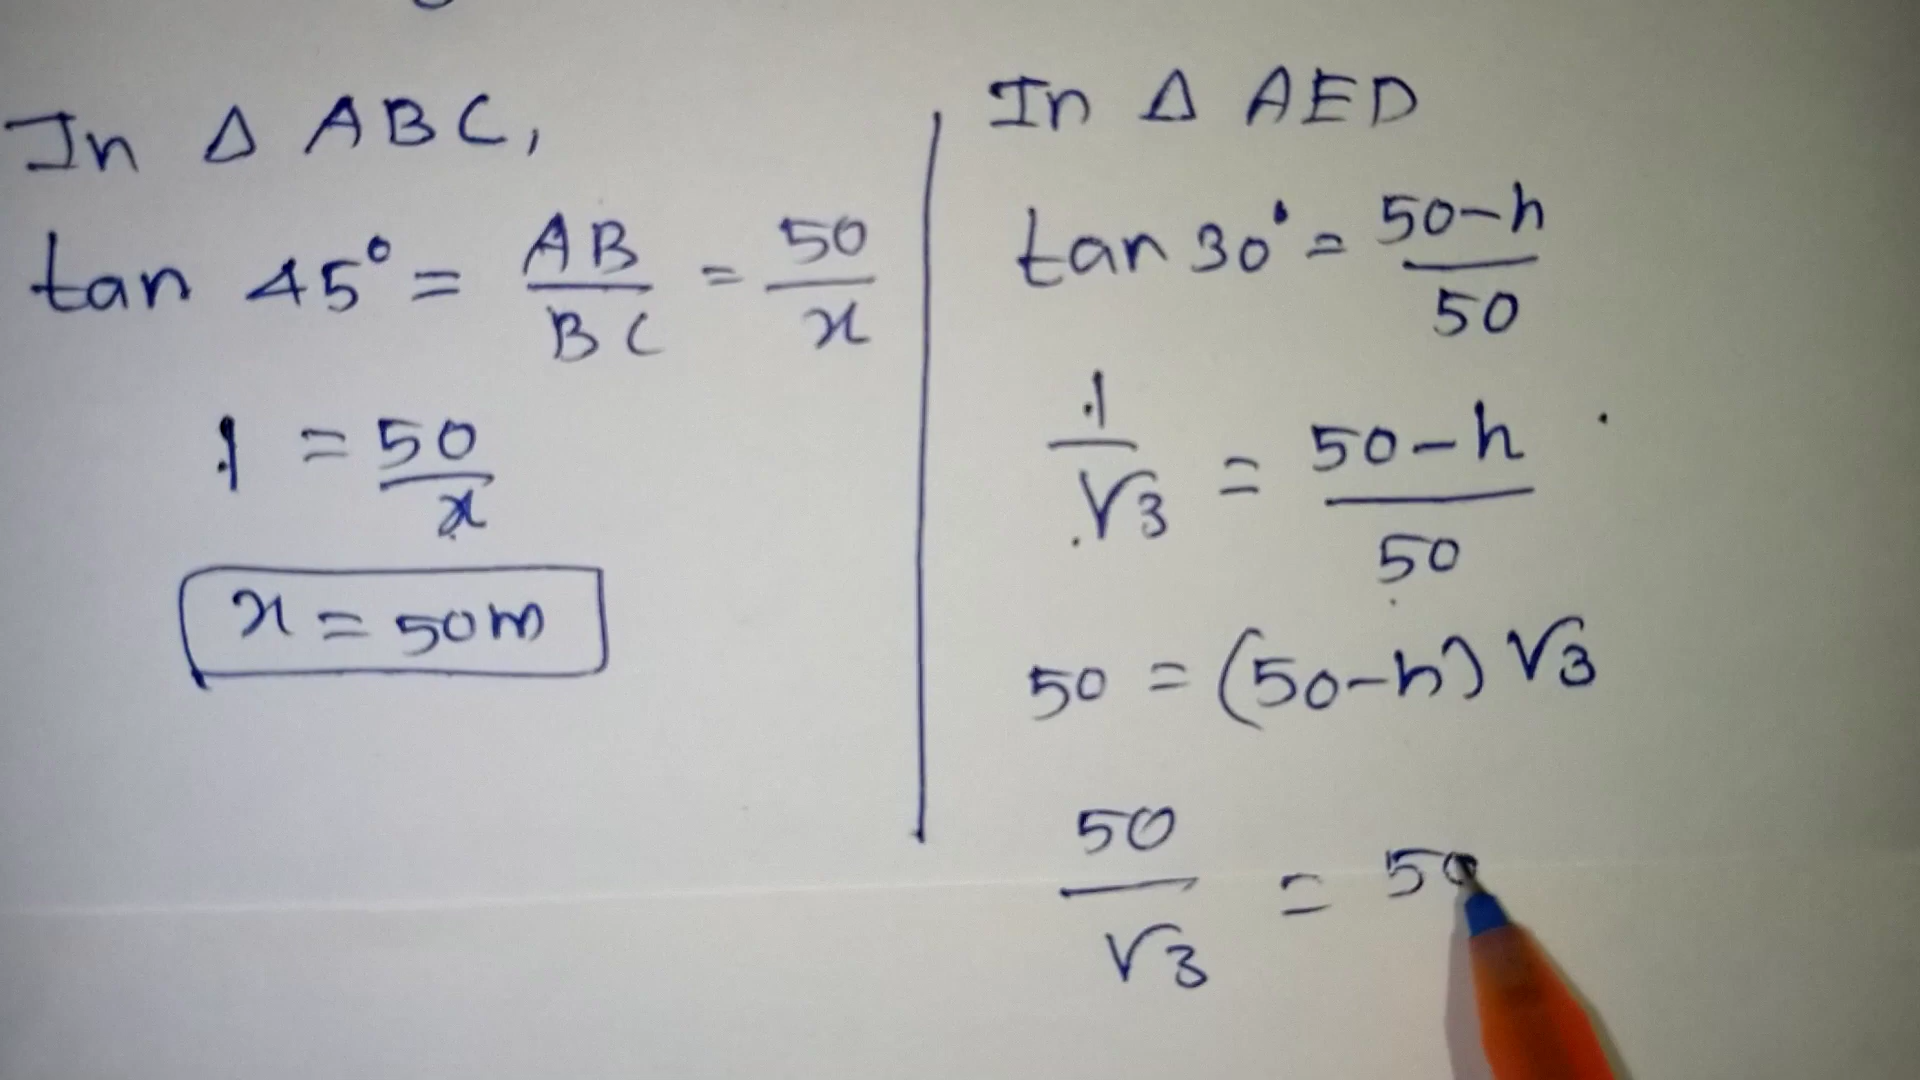 In △ ABC,
tan 45° = AB/BC = 50/x
1 = 50/x
x = 50m
In △ AED
tan 30° = 50-h/50
1/√3 = 50-h/50
50 = (50-h) √3
50/√3 = 50